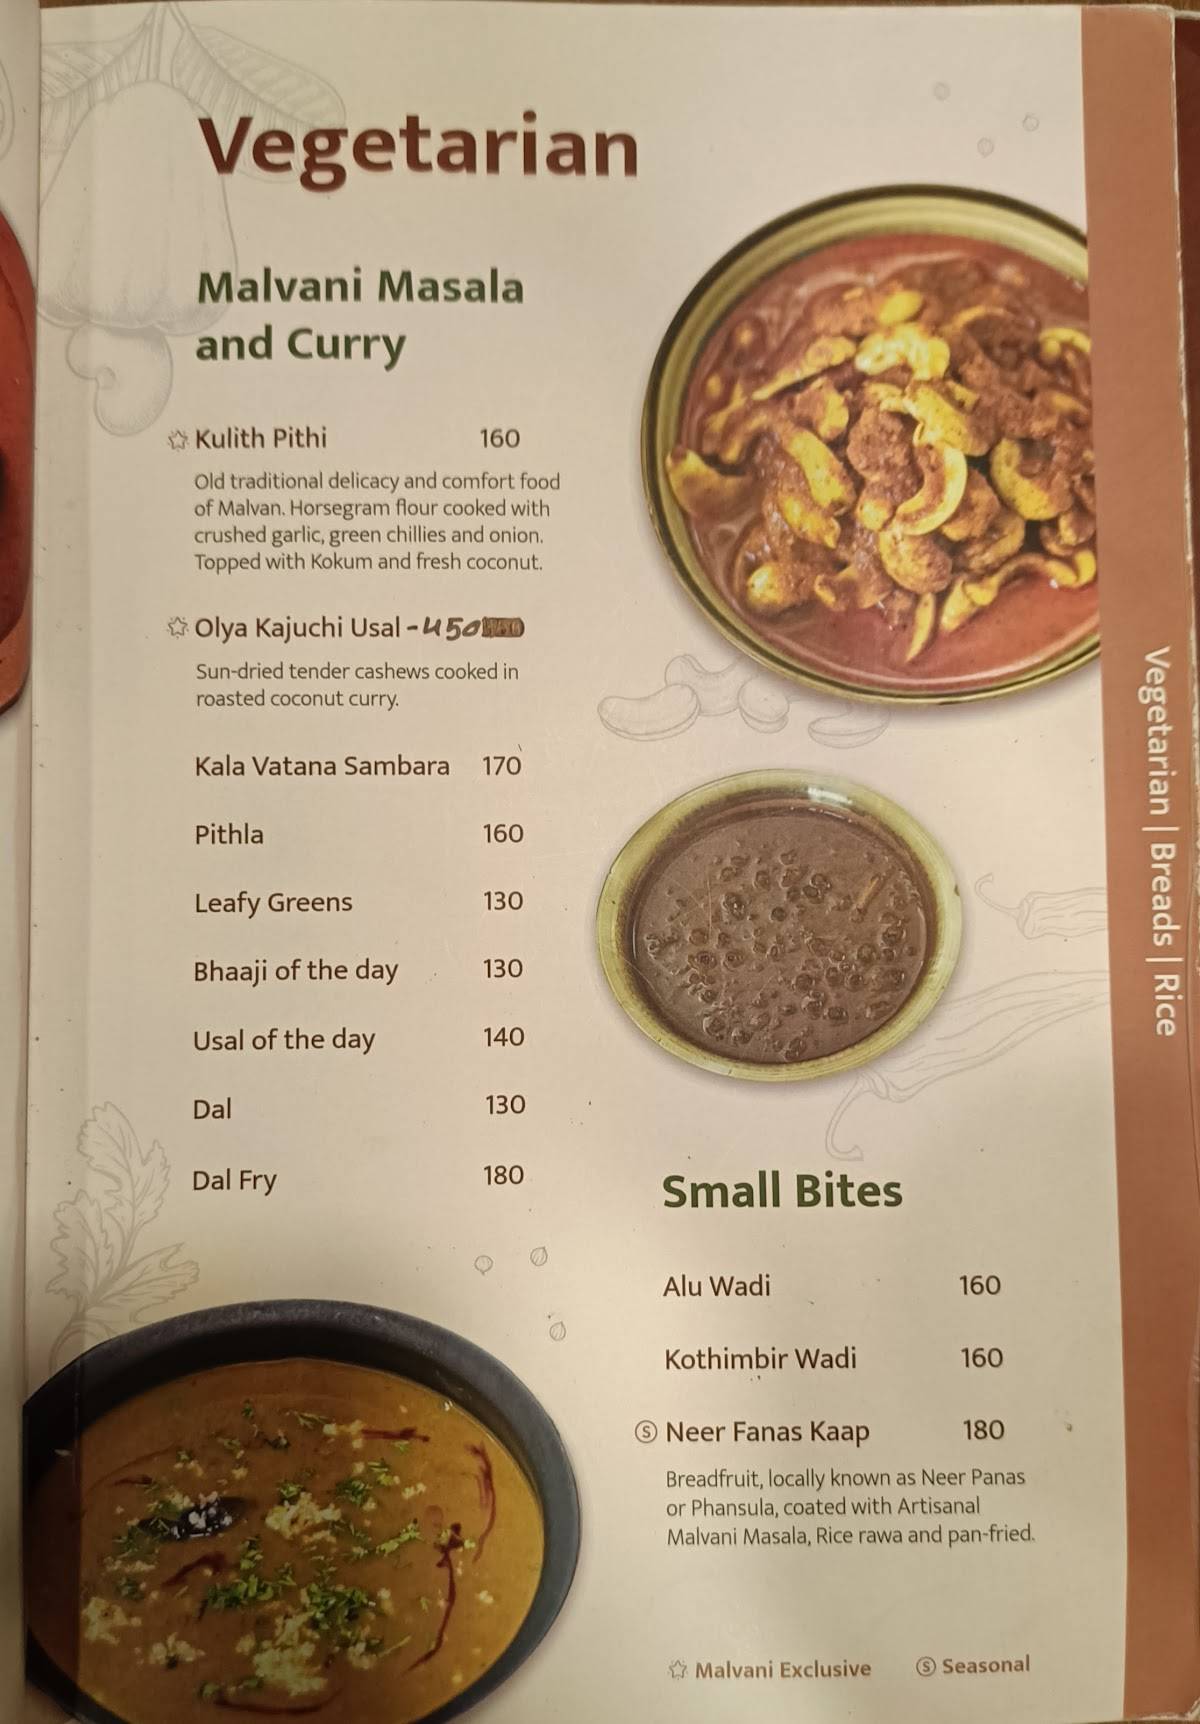 Vegetarian
Malvani Masala
and Curry
Kulith Pithi 160
Old traditional delicacy and comfort food
of Malvan. Horsegram flour cooked with
crushed garlic, green chillies and onion.
Topped with Kokum and fresh coconut.
Olya Kajuchi Usal - 450
Sun-dried tender cashews cooked in
roasted coconut curry.
Kala Vatana Sambara 170
Pithla 160
Leafy Greens 130
Bhaaji of the day 130
Usal of the day 140
Dal 130
Dal Fry 180
Small Bites
Alu Wadi 160
Kothimbir Wadi 160
Ⓢ Neer Fanas Kaap 180
Breadfruit, locally known as Neer Panas
or Phansula, coated with Artisanal
Malvani Masala, Rice rawa and pan-fried.
Malvani Exclusive Ⓢ Seasonal
Vegetarian | Breads | Rice